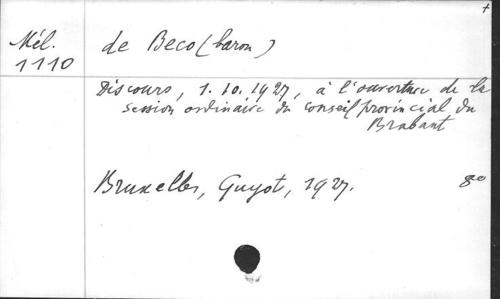 +
Mél.
1110
de Beco (baron)
Discours, 1.10.1927, à l'ouverture de la
session ordinaire du Conseil provincial du
Brabant
Bruxelles, Guyot, 1927.
8°